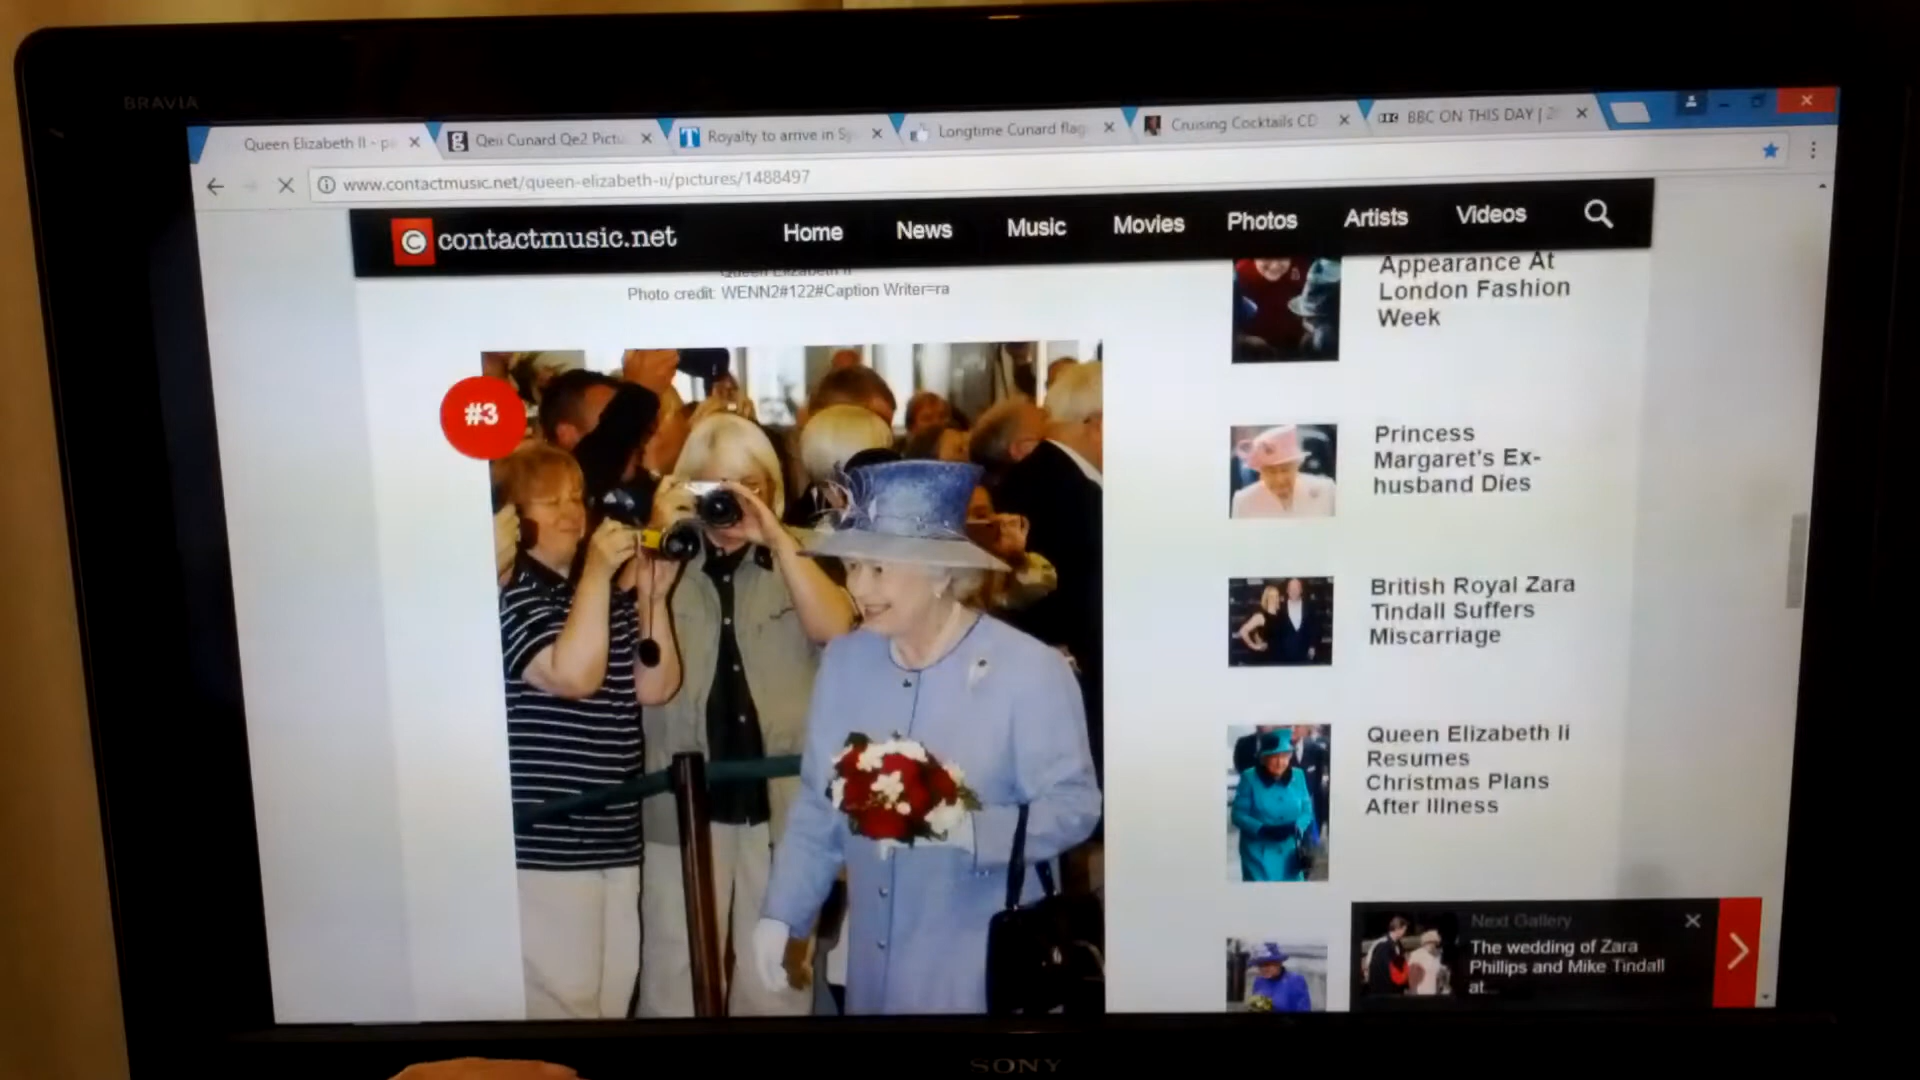 BRAVIA
Queen Elizabeth II - p
Qeii Cunard Qe2 Pictu
Royalty to arrive in Sy
Longtime Cunard flag
Cruising Cocktails CD
BBC ON THIS DAY | 2
www.contactmusic.net/queen-elizabeth-ii/pictures/1488497
contactmusic.net
Home News Music Movies Photos Artists Videos
Queen Elizabeth II
Photo credit: WENN2#122#Caption Writer=ra
#3
Appearance At
London Fashion
Week
Princess
Margaret's Ex-
husband Dies
British Royal Zara
Tindall Suffers
Miscarriage
Queen Elizabeth Ii
Resumes
Christmas Plans
After Illness
Next Gallery
The wedding of Zara
Phillips and Mike Tindall
at...
SONY